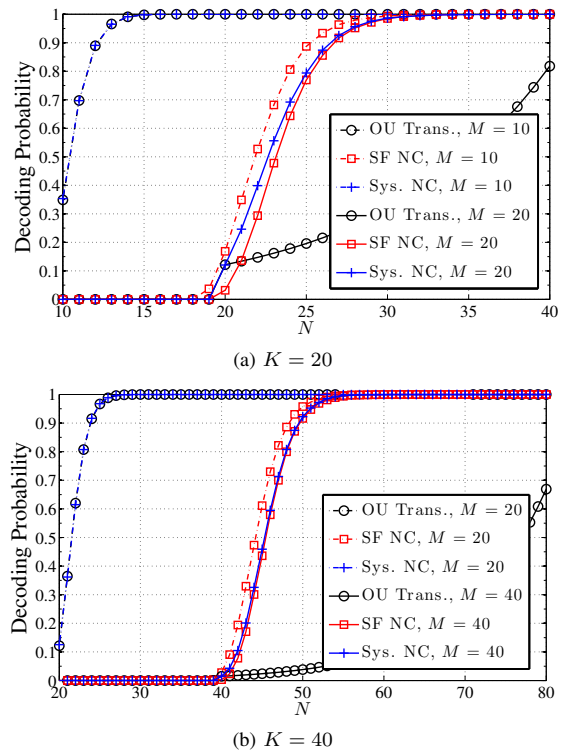 1
0.9
0.8
0.7
0.6
0.5
0.4
0.3
0.2
0.1
0
Decoding Probability
OU Trans., M = 10
SF NC, M = 10
Sys. NC, M = 10
OU Trans., M = 20
SF NC, M = 20
Sys. NC, M = 20
10 15 20 25 30 35 40
N
(a) K = 20
1
0.9
0.8
0.7
0.6
0.5
0.4
0.3
0.2
0.1
0
Decoding Probability
OU Trans., M = 20
SF NC, M = 20
Sys. NC, M = 20
OU Trans., M = 40
SF NC, M = 40
Sys. NC, M = 40
20 30 40 50 60 70 80
N
(b) K = 40